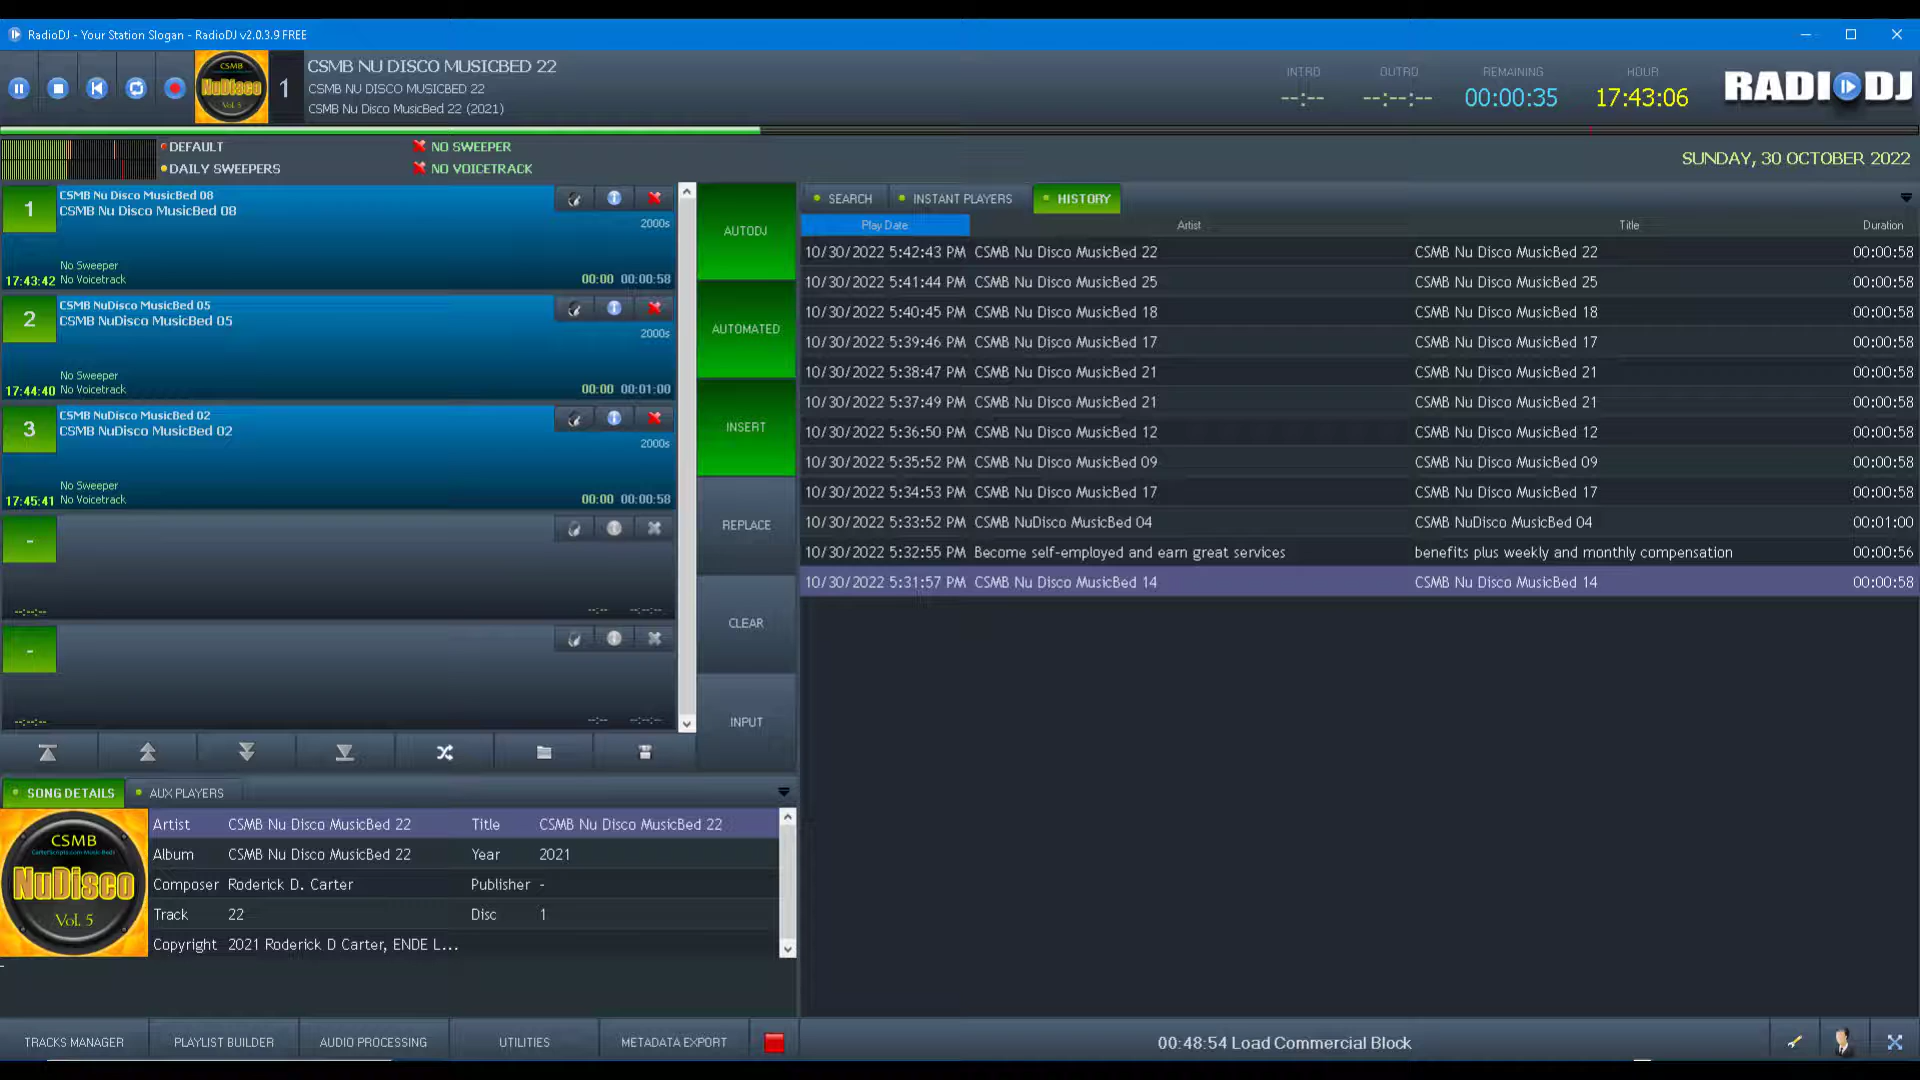 RadioDJ - Your Station Slogan - RadioDJ v2.0.3.9 FREE
CSMB
NuDisco
Vol. 5
1
CSMB NU DISCO MUSICBED 22
CSMB NU DISCO MUSICBED 22
CSMB Nu Disco MusicBed 22 (2021)
INTRO
--:--
OUTRO
--:--:--
REMAINING
00:00:35
HOUR
17:43:06
RADIODJ
DEFAULT
DAILY SWEEPERS
NO SWEEPER
NO VOICETRACK
SUNDAY, 30 OCTOBER 2022
1
CSMB Nu Disco MusicBed 08
CSMB Nu Disco MusicBed 08
2000s
No Sweeper
17:43:42 No Voicetrack 00:00 00:00:58
2
CSMB NuDisco MusicBed 05
CSMB NuDisco MusicBed 05
2000s
No Sweeper
17:44:40 No Voicetrack 00:00 00:01:00
3
CSMB NuDisco MusicBed 02
CSMB NuDisco MusicBed 02
2000s
No Sweeper
17:45:41 No Voicetrack 00:00 00:00:58
-
--:--:-- --:-- --:--:--
-
--:--:-- --:-- --:--:--
AUTODJ
AUTOMATED
INSERT
REPLACE
CLEAR
INPUT
SEARCH INSTANT PLAYERS HISTORY
Play Date Artist Title Duration
10/30/2022 5:42:43 PM CSMB Nu Disco MusicBed 22 CSMB Nu Disco MusicBed 22 00:00:58
10/30/2022 5:41:44 PM CSMB Nu Disco MusicBed 25 CSMB Nu Disco MusicBed 25 00:00:58
10/30/2022 5:40:45 PM CSMB Nu Disco MusicBed 18 CSMB Nu Disco MusicBed 18 00:00:58
10/30/2022 5:39:46 PM CSMB Nu Disco MusicBed 17 CSMB Nu Disco MusicBed 17 00:00:58
10/30/2022 5:38:47 PM CSMB Nu Disco MusicBed 21 CSMB Nu Disco MusicBed 21 00:00:58
10/30/2022 5:37:49 PM CSMB Nu Disco MusicBed 21 CSMB Nu Disco MusicBed 21 00:00:58
10/30/2022 5:36:50 PM CSMB Nu Disco MusicBed 12 CSMB Nu Disco MusicBed 12 00:00:58
10/30/2022 5:35:52 PM CSMB Nu Disco MusicBed 09 CSMB Nu Disco MusicBed 09 00:00:58
10/30/2022 5:34:53 PM CSMB Nu Disco MusicBed 17 CSMB Nu Disco MusicBed 17 00:00:58
10/30/2022 5:33:52 PM CSMB NuDisco MusicBed 04 CSMB NuDisco MusicBed 04 00:01:00
10/30/2022 5:32:55 PM Become self-employed and earn great services benefits plus weekly and monthly compensation 00:00:56
10/30/2022 5:31:57 PM CSMB Nu Disco MusicBed 14 CSMB Nu Disco MusicBed 14 00:00:58
SONG DETAILS AUX PLAYERS
CSMB
CarterScripts.com Music Beds
NuDisco
Vol. 5
Artist CSMB Nu Disco MusicBed 22 Title CSMB Nu Disco MusicBed 22
Album CSMB Nu Disco MusicBed 22 Year 2021
Composer Roderick D. Carter Publisher -
Track 22 Disc 1
Copyright 2021 Roderick D Carter, ENDE L...
TRACKS MANAGER PLAYLIST BUILDER AUDIO PROCESSING UTILITIES METADATA EXPORT
00:48:54 Load Commercial Block